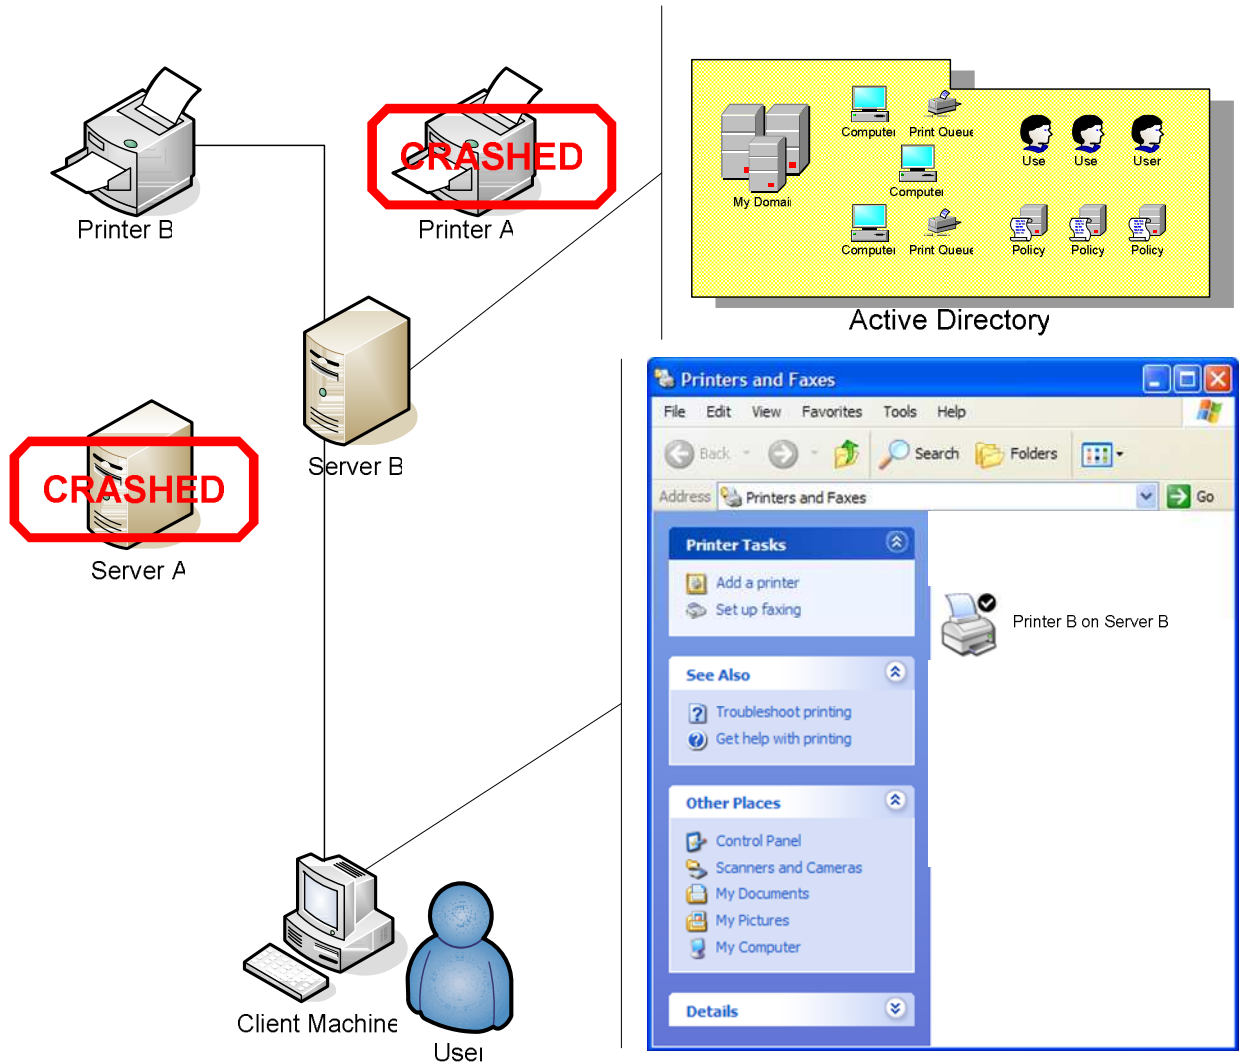 CRASHED
Printer B
Printer A
Server B
CRASHED
Server A
Client Machine
User
Computer
Print Queue
Computer
My Domai
Computer
Print Queue
Use
Use
User
Policy
Policy
Policy
Active Directory
Printers and Faxes
File Edit View Favorites Tools Help
Back Search Folders
Address Printers and Faxes Go
Printer Tasks
Add a printer
Set up faxing
See Also
Troubleshoot printing
Get help with printing
Other Places
Control Panel
Scanners and Cameras
My Documents
My Pictures
My Computer
Details
Printer B on Server B